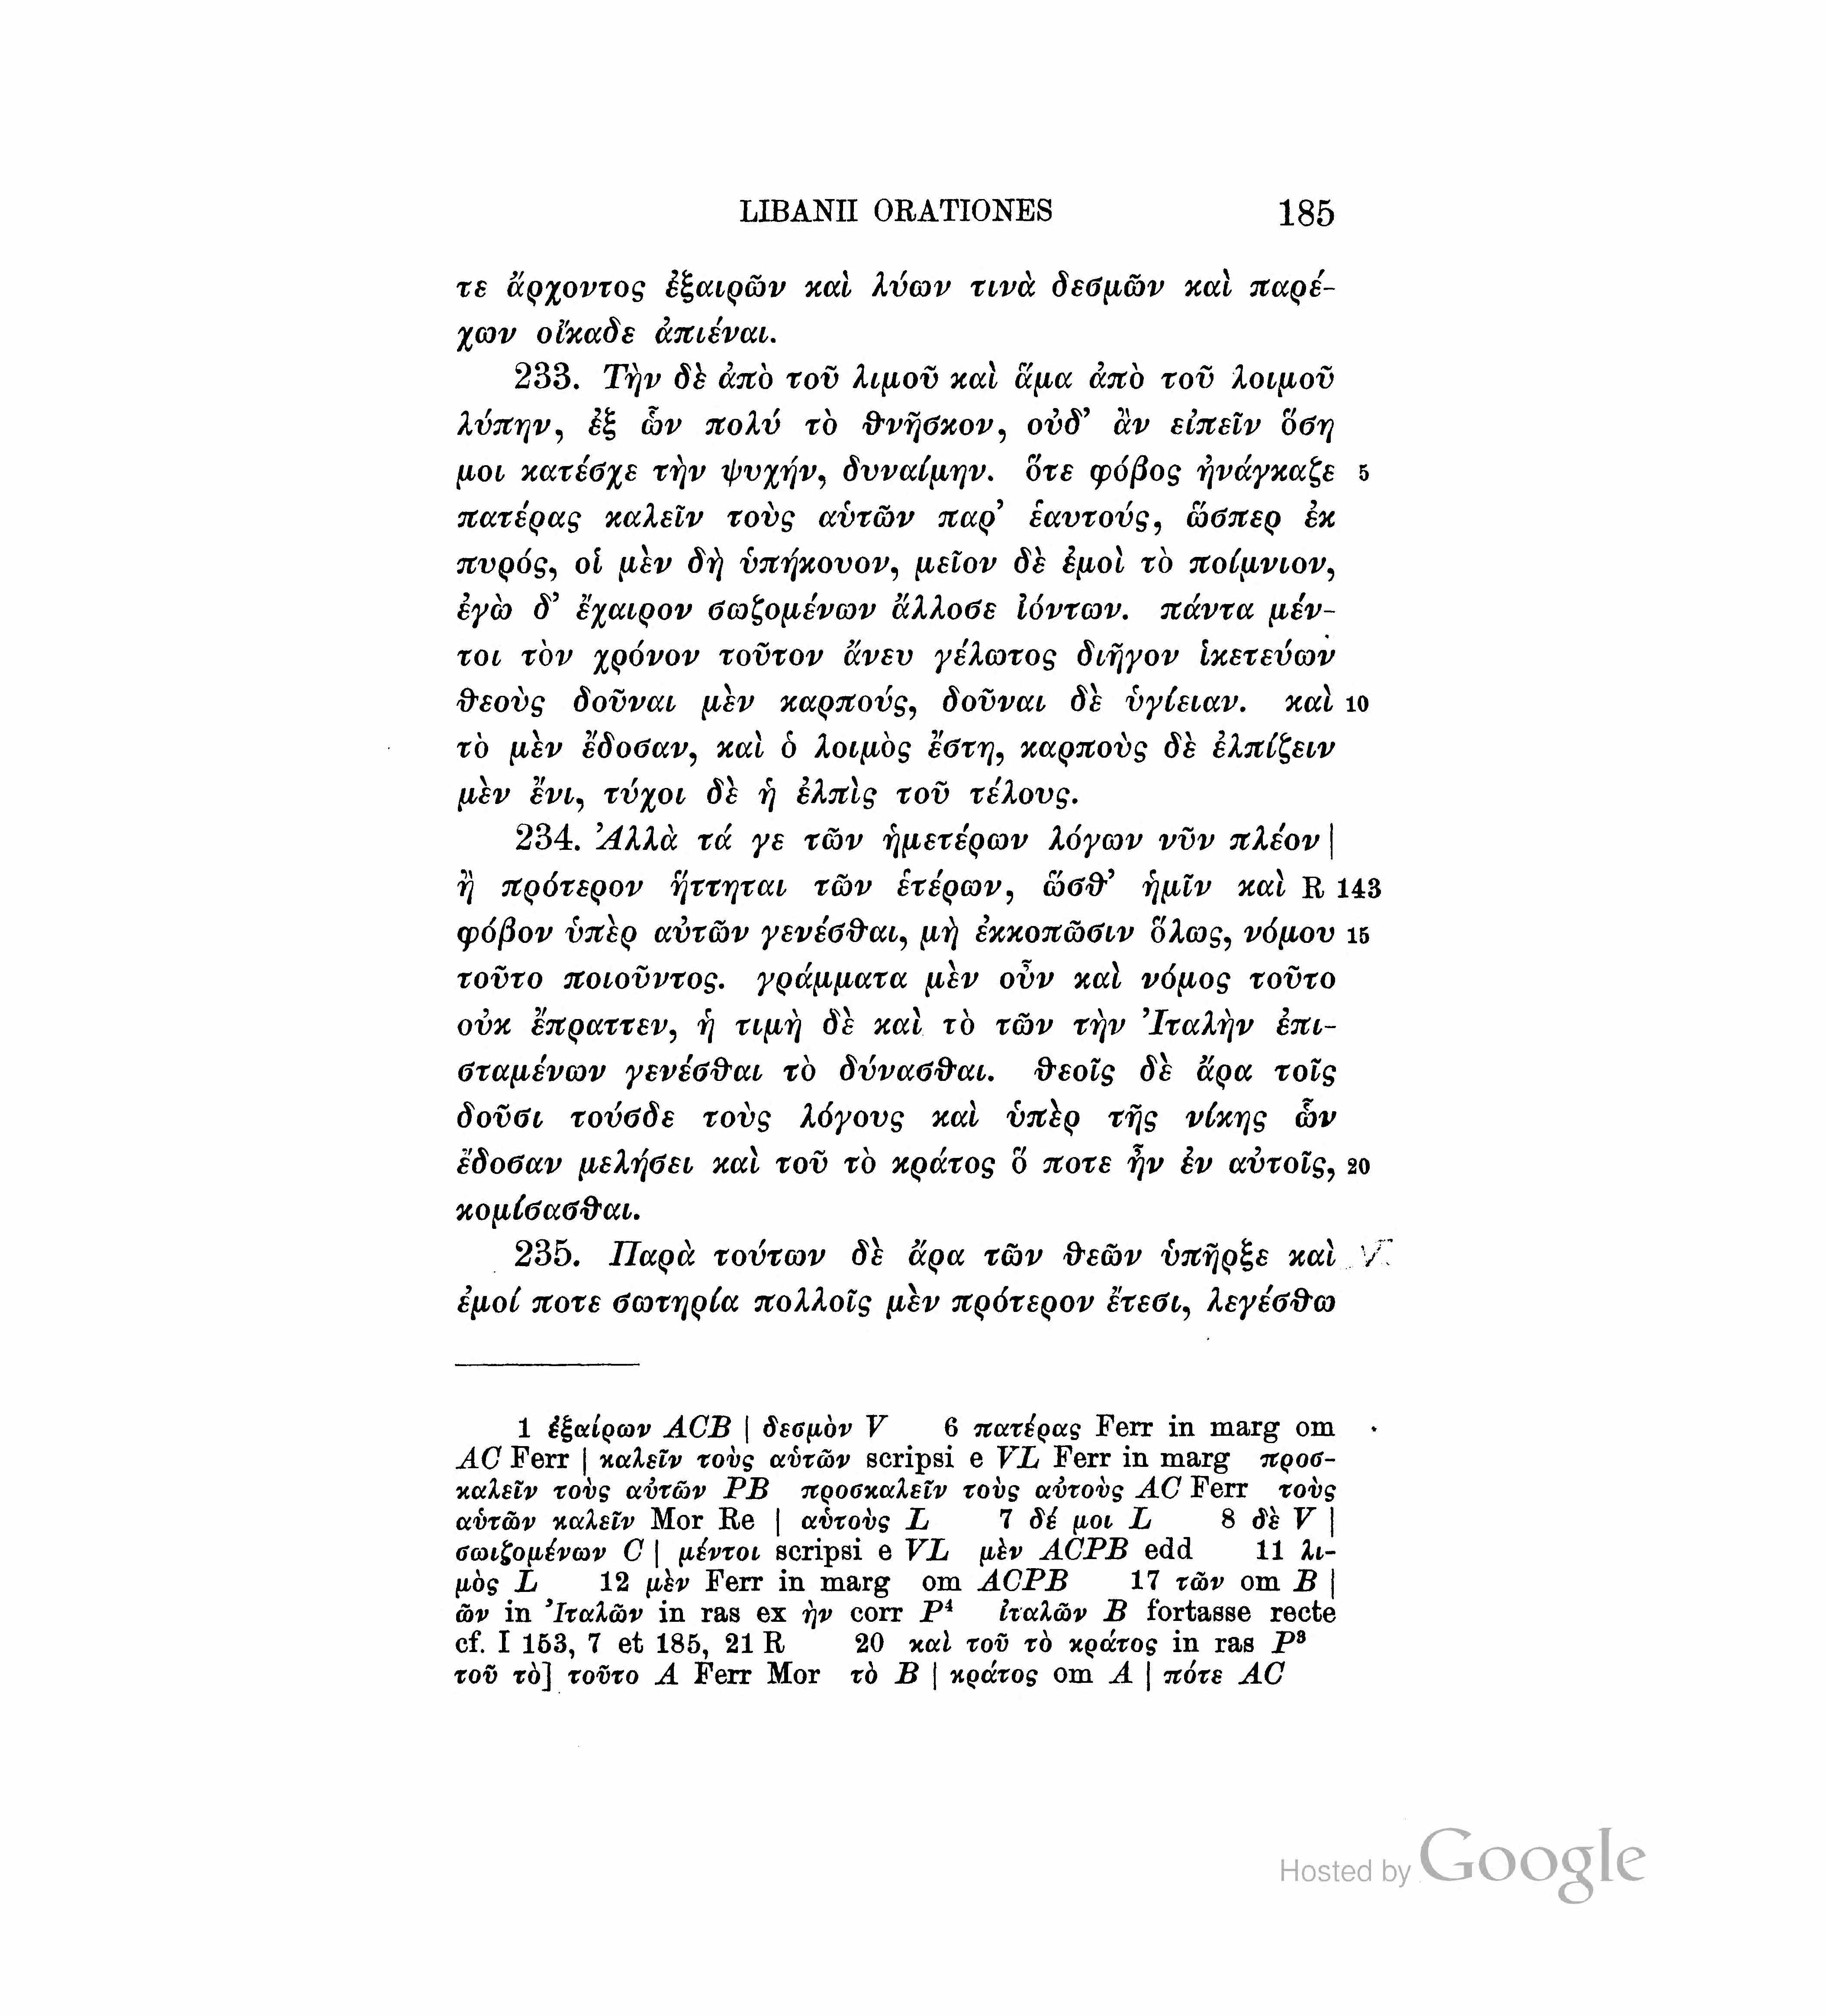 LIBANII ORATIONES 185
τε ἄρχοντος ἐξαιρῶν καὶ λύων τινὰ δεσμῶν καὶ παρέ-
χων οἴκαδε ἀπιέναι.
233. Τὴν δὲ ἀπὸ τοῦ λιμοῦ καὶ ἅμα ἀπὸ τοῦ λοιμοῦ
λύπην, ἐξ ὧν πολύ τὸ θνῆσκον, οὐδ’ ἂν εἰπεῖν ὅση
μοι κατέσχε τὴν ψυχήν, δυναίμην. ὅτε φόβος ἠνάγκαζε 5
πατέρας καλεῖν τοὺς αὑτῶν παρ’ ἑαυτούς, ὥσπερ ἐκ
πυρός, οἱ μὲν δὴ ὑπήκουον, μεῖον δὲ ἐμοὶ τὸ ποίμνιον,
ἐγὼ δ’ ἔχαιρον σωζομένων ἄλλοσε ἰόντων. πάντα μέν-
τοι τὸν χρόνον τοῦτον ἄνευ γέλωτος διῆγον ἱκετεύων
θεοὺς δοῦναι μὲν καρπούς, δοῦναι δὲ ὑγίειαν. καὶ 10
τὸ μὲν ἔδοσαν, καὶ ὁ λοιμὸς ἔστη, καρποὺς δὲ ἐλπίζειν
μὲν ἔνι, τύχοι δὲ ἡ ἐλπὶς τοῦ τέλους.
234. Ἀλλὰ τά γε τῶν ἡμετέρων λόγων νῦν πλέον |
ἢ πρότερον ἥττηται τῶν ἑτέρων, ὥσθ’ ἡμῖν καὶ R 143
φόβον ὑπὲρ αὐτῶν γενέσθαι, μὴ ἐκκοπῶσιν ὅλως, νόμου 15
τοῦτο ποιοῦντος. γράμματα μὲν οὖν καὶ νόμος τοῦτο
οὐκ ἔπραττεν, ἡ τιμὴ δὲ καὶ τὸ τῶν τὴν Ἰταλὴν ἐπι-
σταμένων γενέσθαι τὸ δύνασθαι. θεοῖς δὲ ἄρα τοῖς
δοῦσι τούσδε τοὺς λόγους καὶ ὑπὲρ τῆς νίκης ὧν
ἔδοσαν μελήσει καὶ τοῦ τὸ κράτος ὅ ποτε ἦν ἐν αὐτοῖς, 20
κομίσασθαι.
235. Παρὰ τούτων δὲ ἄρα τῶν θεῶν ὑπῆρξε καὶ
ἐμοί ποτε σωτηρία πολλοῖς μὲν πρότερον ἔτεσι, λεγέσθω
1 ἐξαίρων ACB | δεσμὸν V 6 πατέρας Ferr in marg om
AC Ferr | καλεῖν τοὺς αὑτῶν scripsi e VL Ferr in marg προσ-
καλεῖν τοὺς αὐτῶν PB προσκαλεῖν τοὺς αὐτοὺς AC Ferr τοὺς
αὑτῶν καλεῖν Mor Re | αὑτοὺς L 7 δέ μοι L 8 δὲ V |
σωιζομένων C | μέντοι scripsi e VL μὲν ACPB edd 11 λι-
μὸς L 12 μὲν Ferr in marg om ACPB 17 τῶν om B |
ῶν in Ἰταλῶν in ras ex ὴν corr P⁴ ἰταλῶν B fortasse recte
cf. I 153, 7 et 185, 21 R 20 καὶ τοῦ τὸ κράτος in ras P³
τοῦ τὸ] τοῦτο A Ferr Mor τὸ B | κράτος om A | πότε AC
Hosted by Google